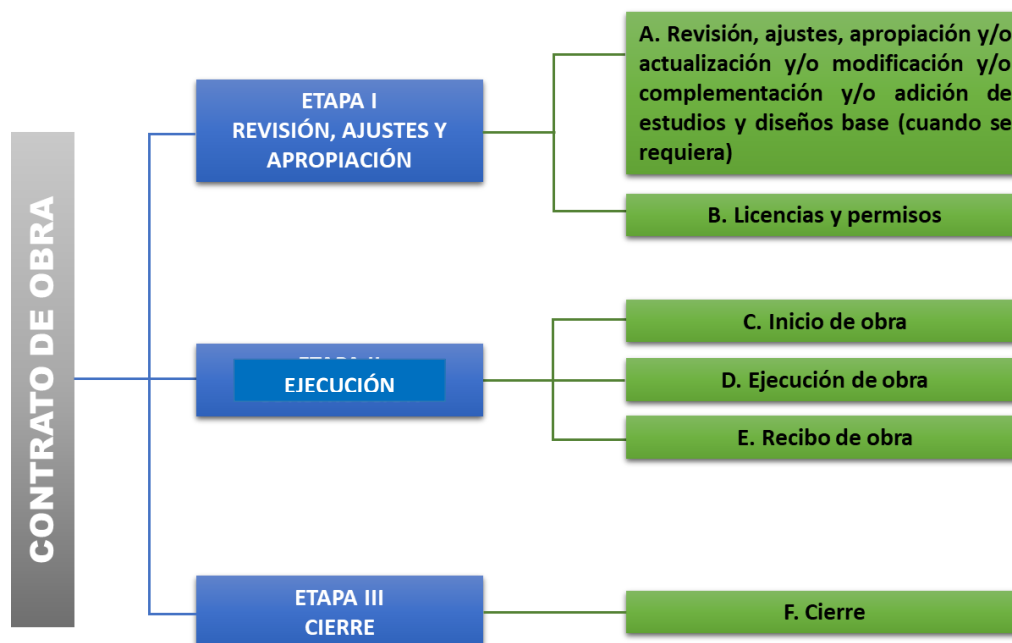 CONTRATO DE OBRA
ETAPA I
REVISIÓN, AJUSTES Y
APROPIACIÓN
A. Revisión, ajustes, apropiación y/o
actualización y/o modificación y/o
complementación y/o adición de
estudios y diseños base (cuando se
requiera)
B. Licencias y permisos
EJECUCIÓN
C. Inicio de obra
D. Ejecución de obra
E. Recibo de obra
ETAPA III
CIERRE
F. Cierre